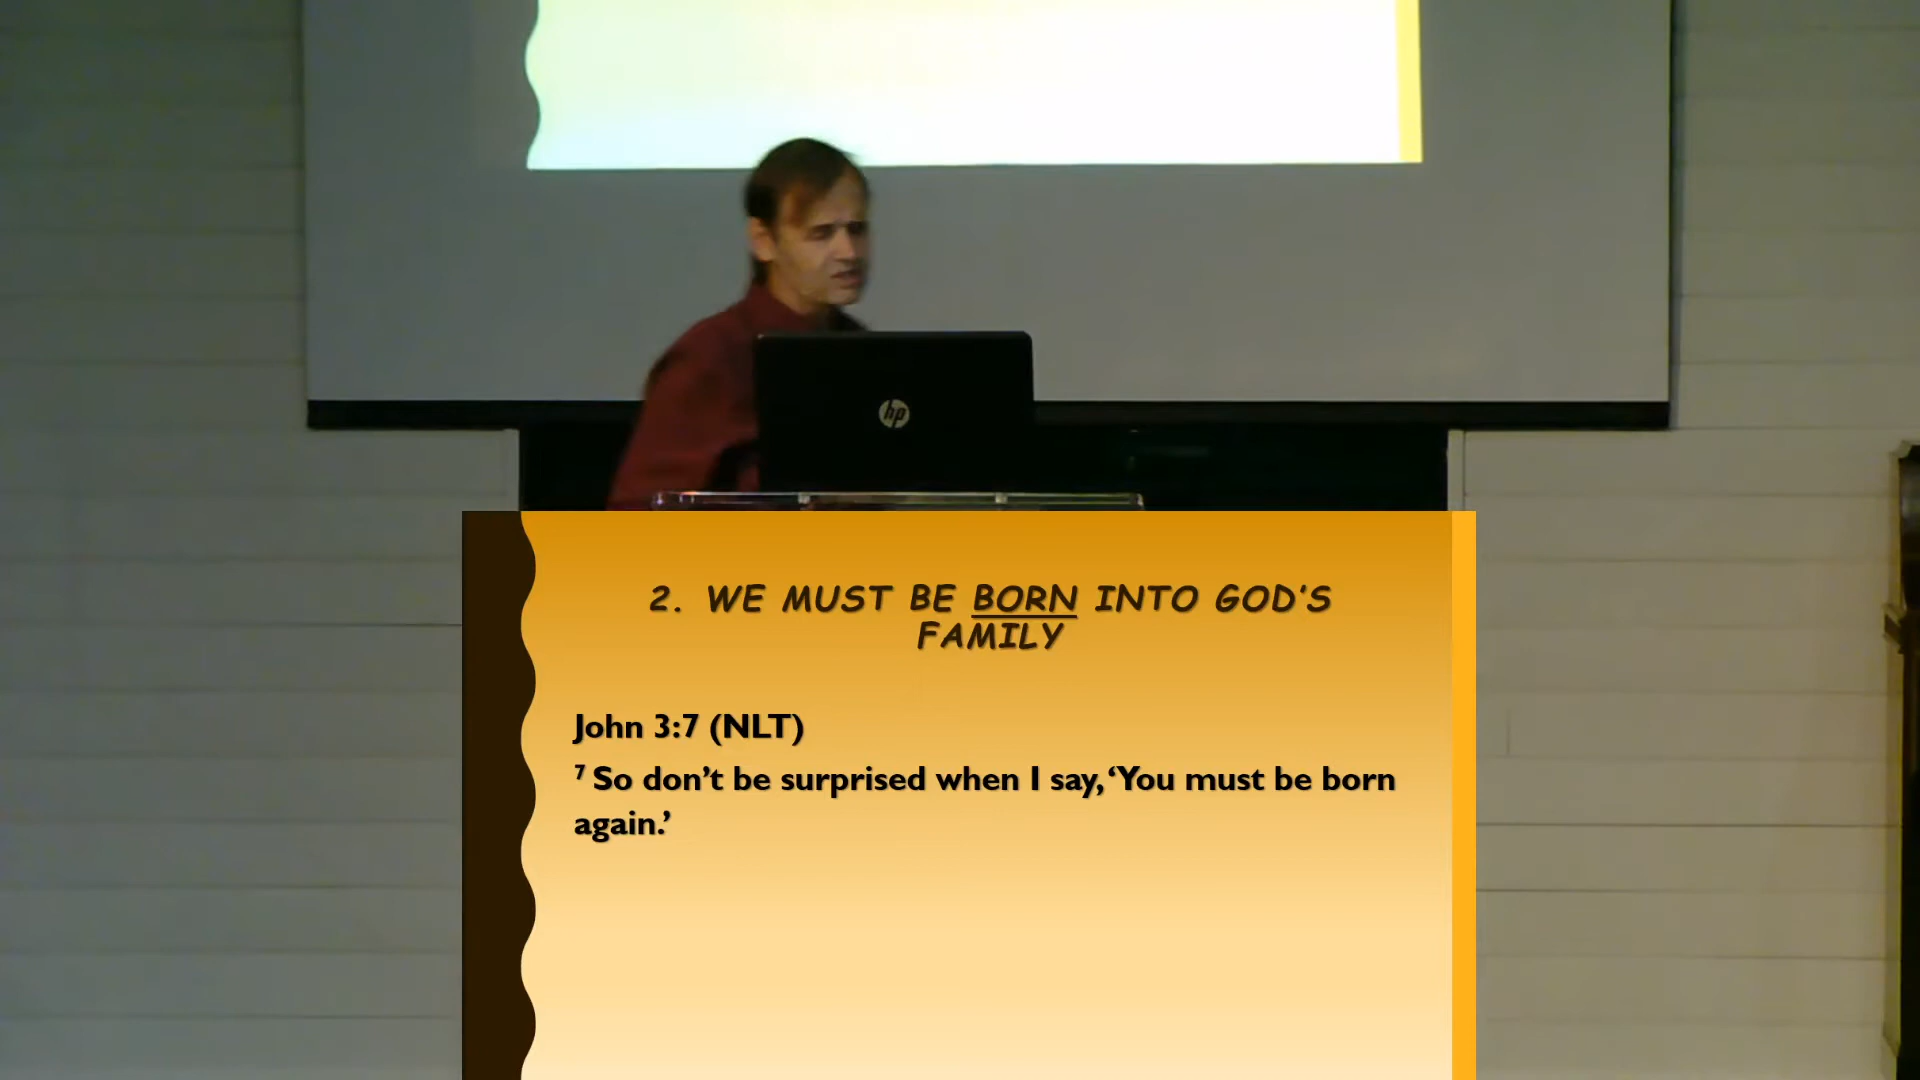 hp
2. WE MUST BE BORN INTO GOD'S
FAMILY
John 3:7 (NLT)
7 So don’t be surprised when I say, ‘You must be born
again.’